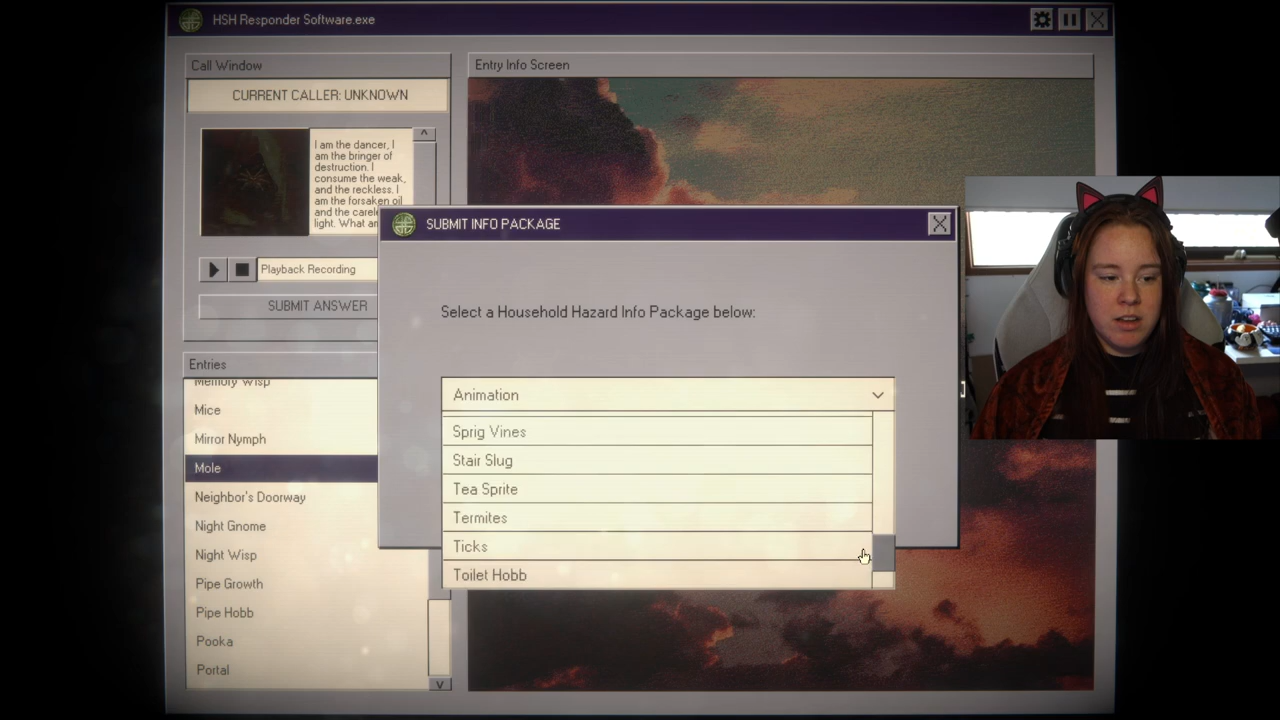 HSH Responder Software.exe
Call Window
CURRENT CALLER: UNKNOWN
I am the dancer, I
am the bringer of
destruction. I
consume the weak,
and the reckless. I
am the forsaken oil
and the
light. What
Playback Recording
SUBMIT ANSWER
Entries
Memory Wisp
Mice
Mirror Nymph
Mole
Neighbor's Doorway
Night Gnome
Night Wisp
Pipe Growth
Pipe Hobb
Pooka
Portal
Entry Info Screen
SUBMIT INFO PACKAGE
Select a Household Hazard Info Package below:
Animation
Sprig Vines
Stair Slug
Tea Sprite
Termites
Ticks
Toilet Hobb